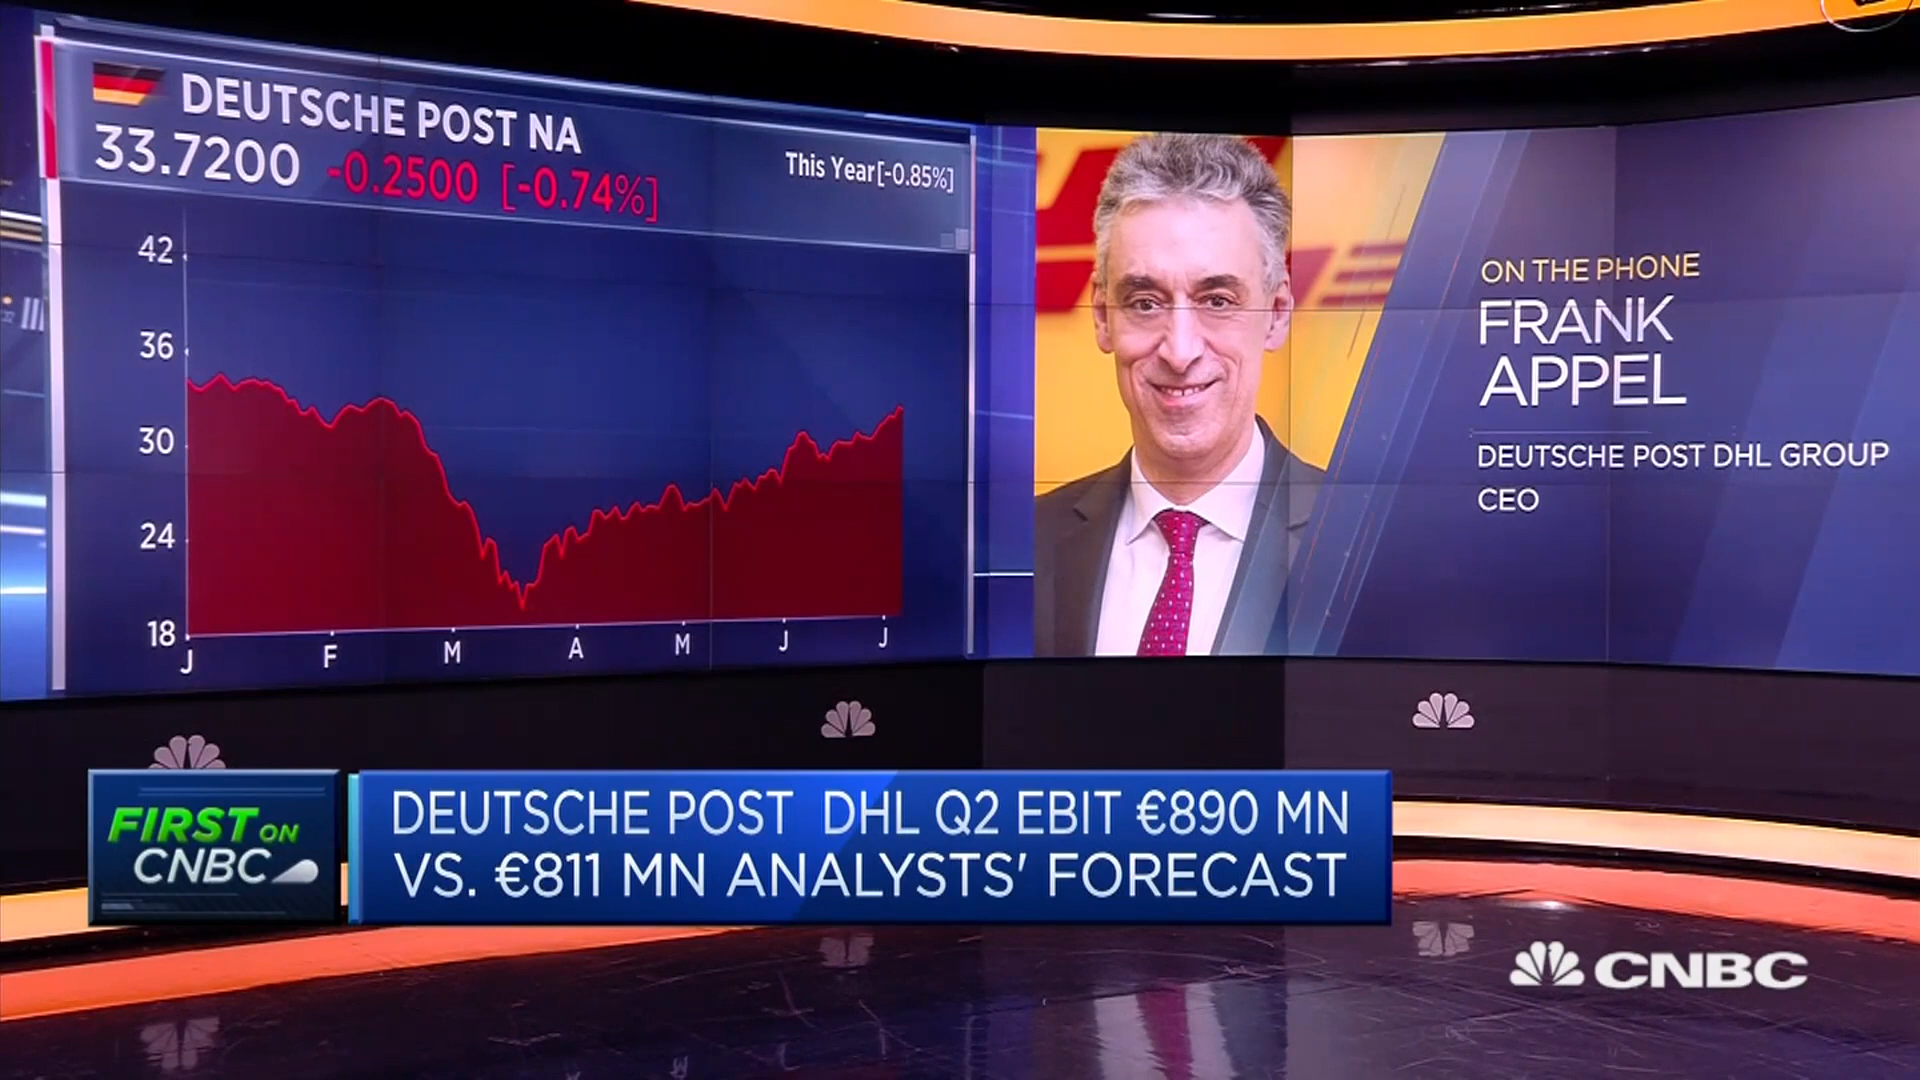 DEUTSCHE POST NA
33.7200 -0.2500 [-0.74%]
This Year[-0.85%]
42
36
30
24
18
J F M A M J J
ON THE PHONE
FRANK
APPEL
DEUTSCHE POST DHL GROUP
CEO
FIRST ON
CNBC
DEUTSCHE POST DHL Q2 EBIT €890 MN
VS. €811 MN ANALYSTS' FORECAST
CNBC